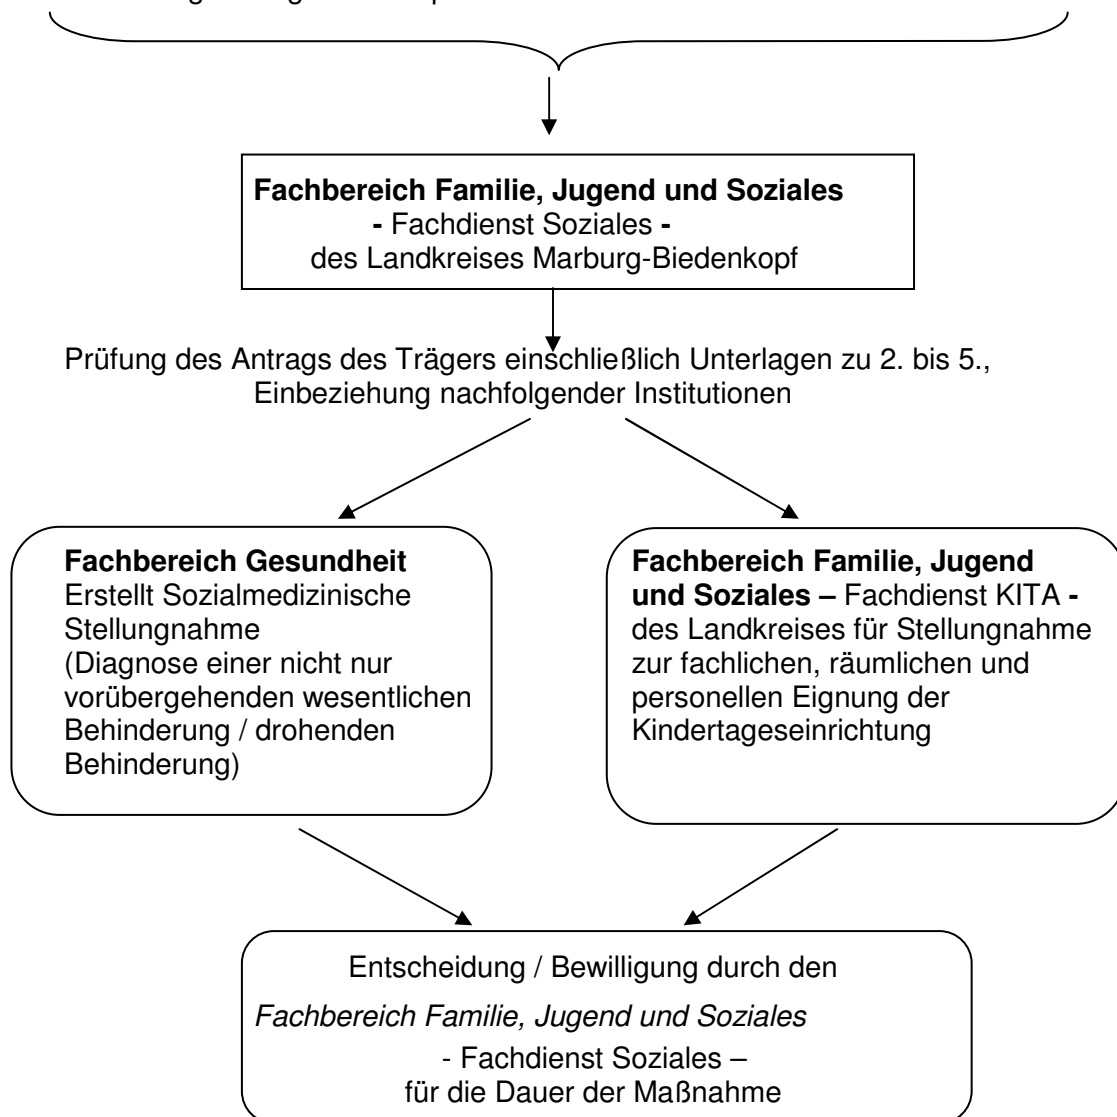 Fachbereich Familie, Jugend und Soziales
- Fachdienst Soziales -
des Landkreises Marburg-Biedenkopf
Prüfung des Antrags des Trägers einschließlich Unterlagen zu 2. bis 5.,
Einbeziehung nachfolgender Institutionen
Fachbereich Gesundheit
Erstellt Sozialmedizinische
Stellungnahme
(Diagnose einer nicht nur
vorübergehenden wesentlichen
Behinderung / drohenden
Behinderung)
Fachbereich Familie, Jugend
und Soziales – Fachdienst KITA -
des Landkreises für Stellungnahme
zur fachlichen, räumlichen und
personellen Eignung der
Kindertageseinrichtung
Entscheidung / Bewilligung durch den
Fachbereich Familie, Jugend und Soziales
- Fachdienst Soziales –
für die Dauer der Maßnahme